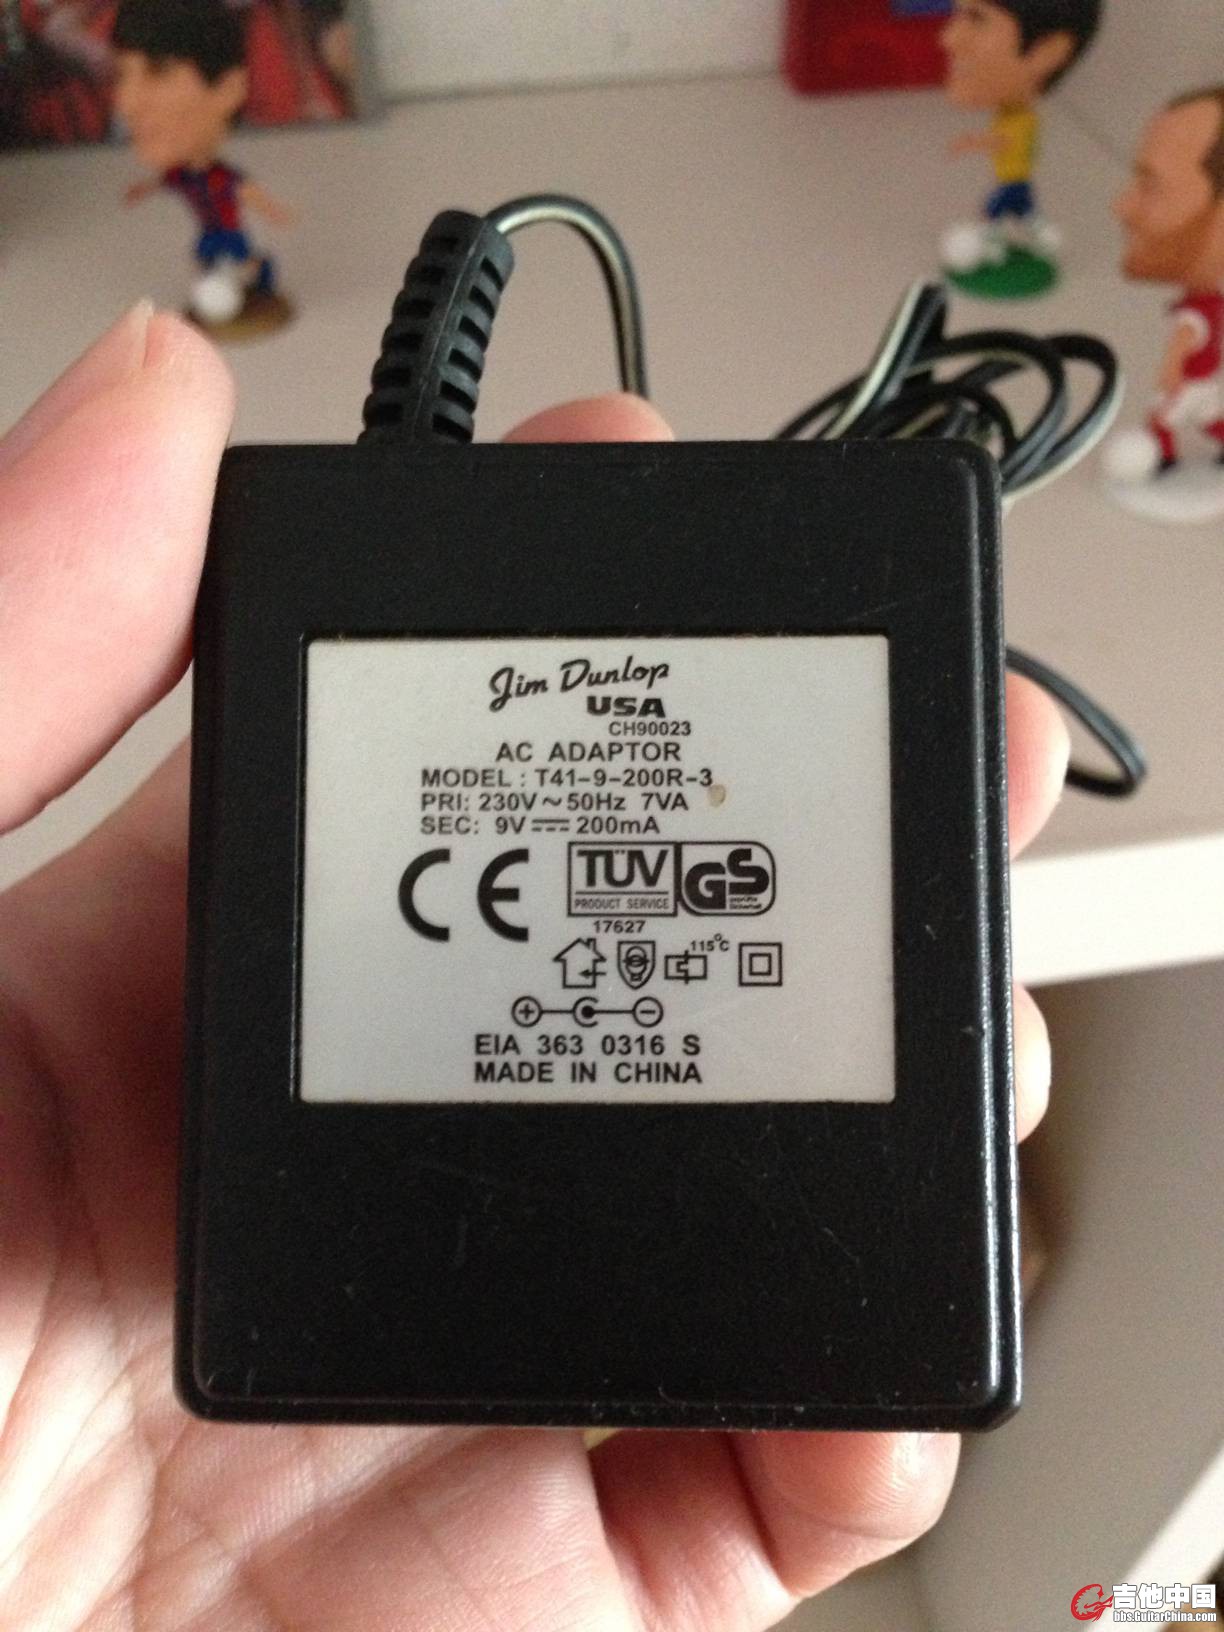 Jim Dunlop
USA
CH90023
AC ADAPTOR
MODEL : T41-9-200R-3
PRI: 230V~50Hz 7VA
SEC: 9V⎓200mA
CE
TÜV
PRODUCT SERVICE
GS
geprüfte
Sicherheit
17627
115°C
+ −
EIA 363 0316 S
MADE IN CHINA
吉他中国
bbs.GuitarChina.com